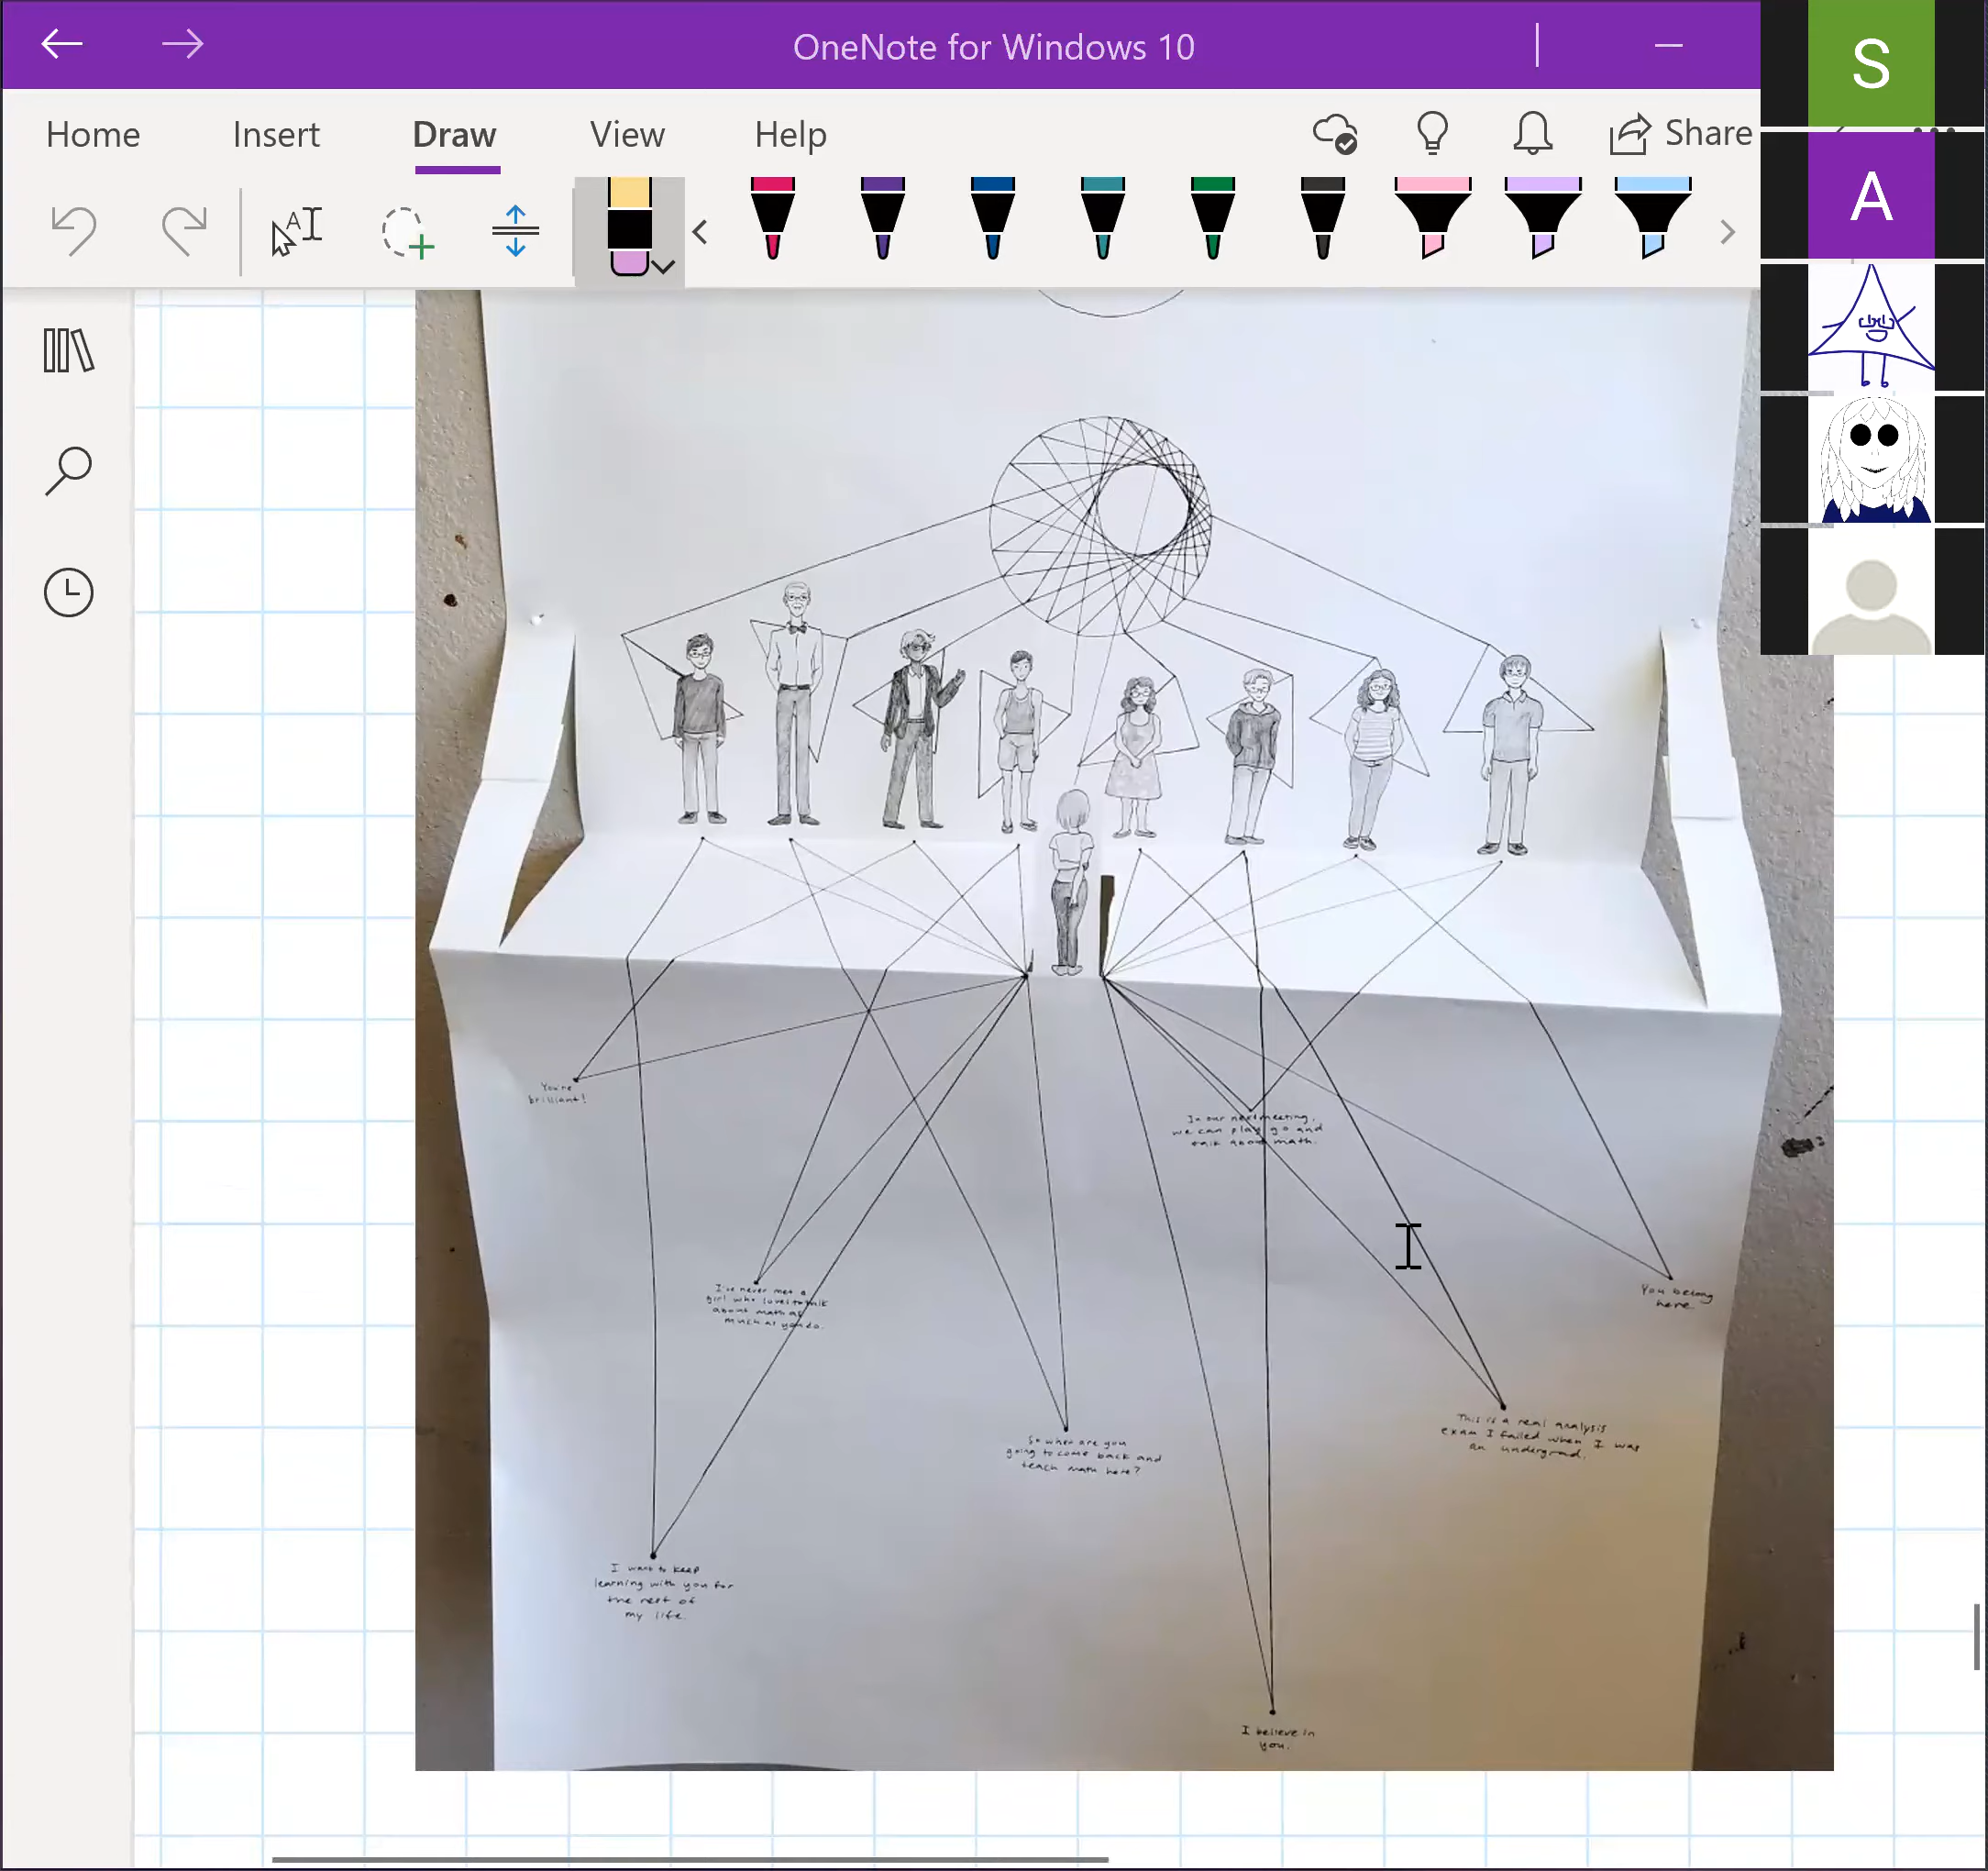 OneNote for Windows 10
S
Home Insert Draw View Help Share
A
You're
brilliant!
In our next meeting,
we can play go and
talk about math.
I've never met a
girl who loves to talk
about math as
much as you do.
You belong
here.
This is a real analysis
exam I failed when I was
an undergrad.
So when are you
going to come back and
teach math here?
I want to keep
learning with you for
the rest of
my life.
I believe in
you.